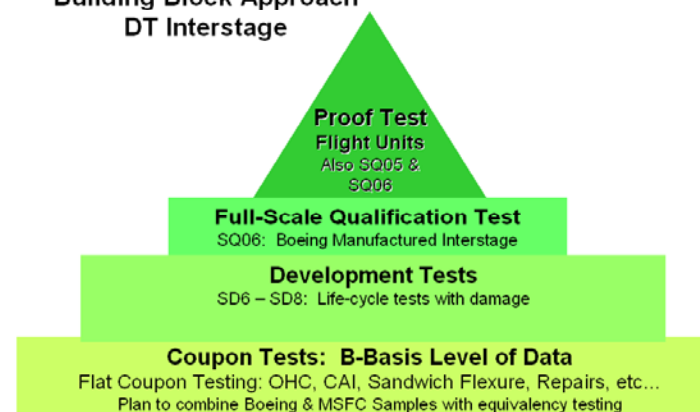 Building Block Approach
DT Interstage
Proof Test
Flight Units
Also SQ05 &
SQ06
Full-Scale Qualification Test
SQ06: Boeing Manufactured Interstage
Development Tests
SD6 – SD8: Life-cycle tests with damage
Coupon Tests: B-Basis Level of Data
Flat Coupon Testing: OHC, CAI, Sandwich Flexure, Repairs, etc...
Plan to combine Boeing & MSFC Samples with equivalency testing